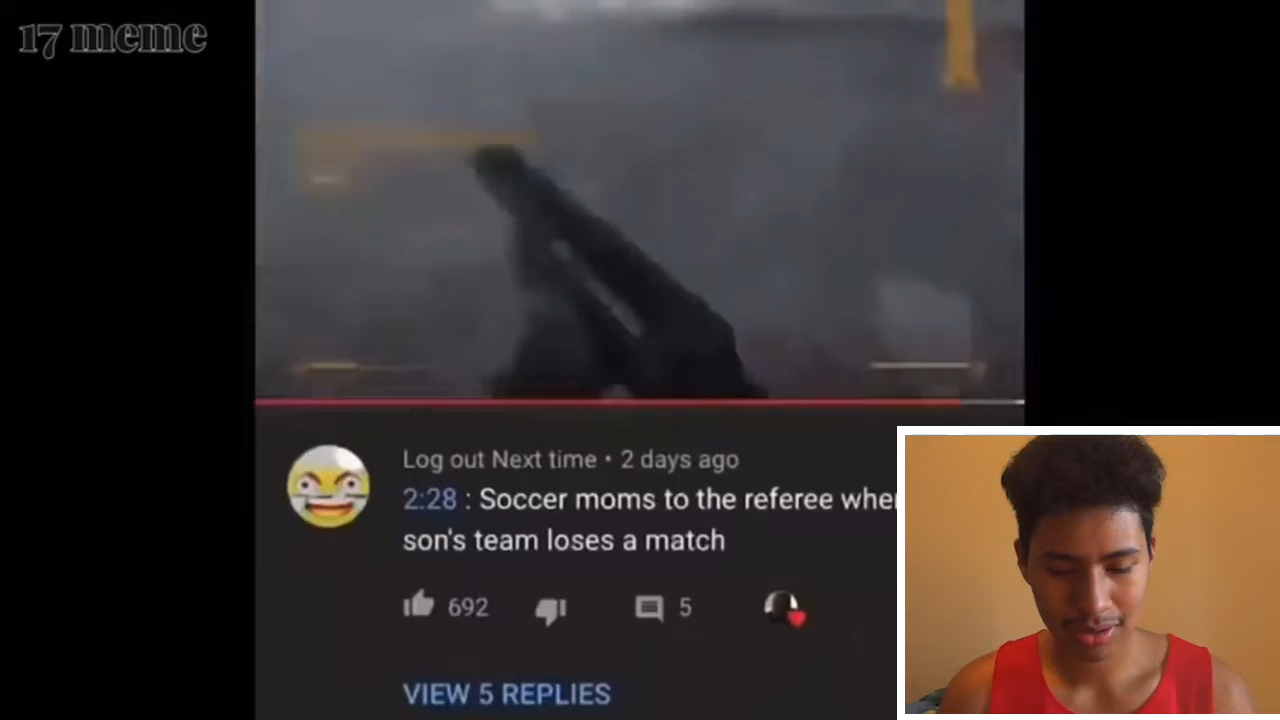 17 meme
Log out Next time • 2 days ago
2:28 : Soccer moms to the referee when
son's team loses a match
692
5
VIEW 5 REPLIES